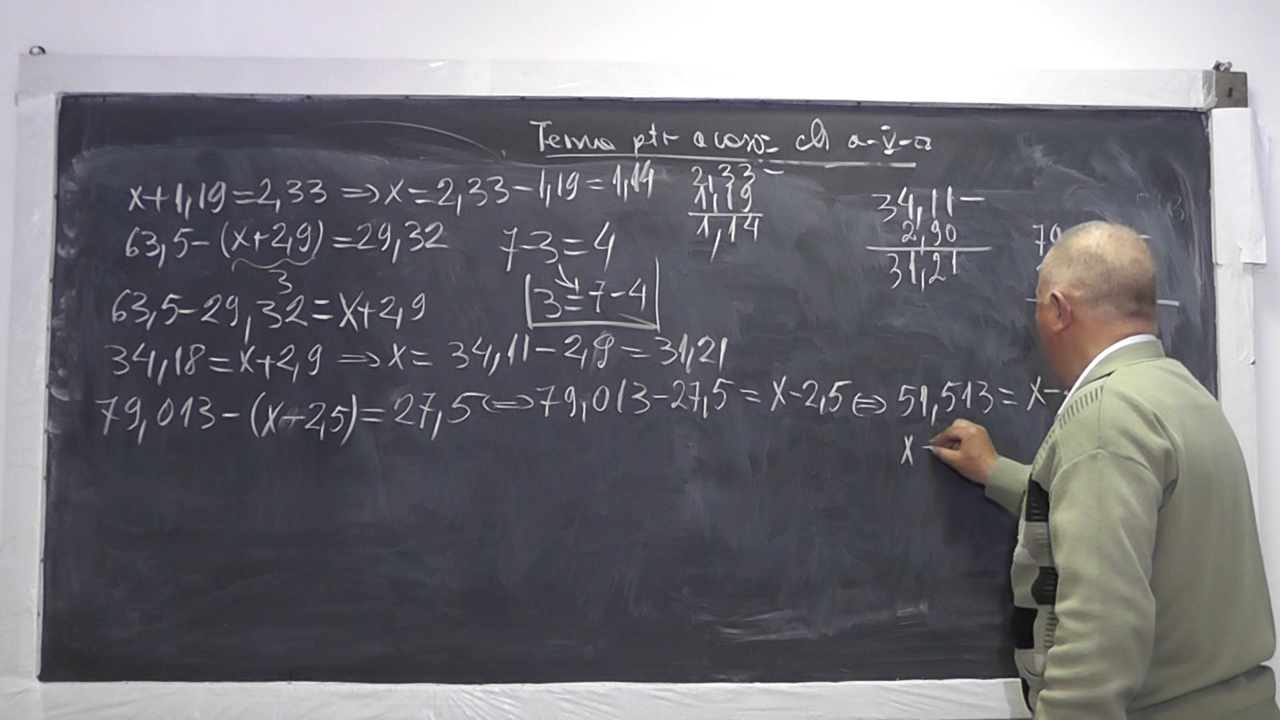 Tema ptr acasă cls a-V-a
x+1,19=2,33 ⇒ x=2,33-1,19=1,14
63,5-(x+2,9)=29,32
3
63,5-29,32=x+2,9
34,18=x+2,9 ⇒ x= 34,11-2,9=31,21
79,013-(x-2,5)=27,5 ⇔ 79,013-27,5=x-2,5 ⇔ 51,513=x-
x
7-3=4
3=7-4
2,33-
1,19
1,14
34,11-
2,90
31,21
79